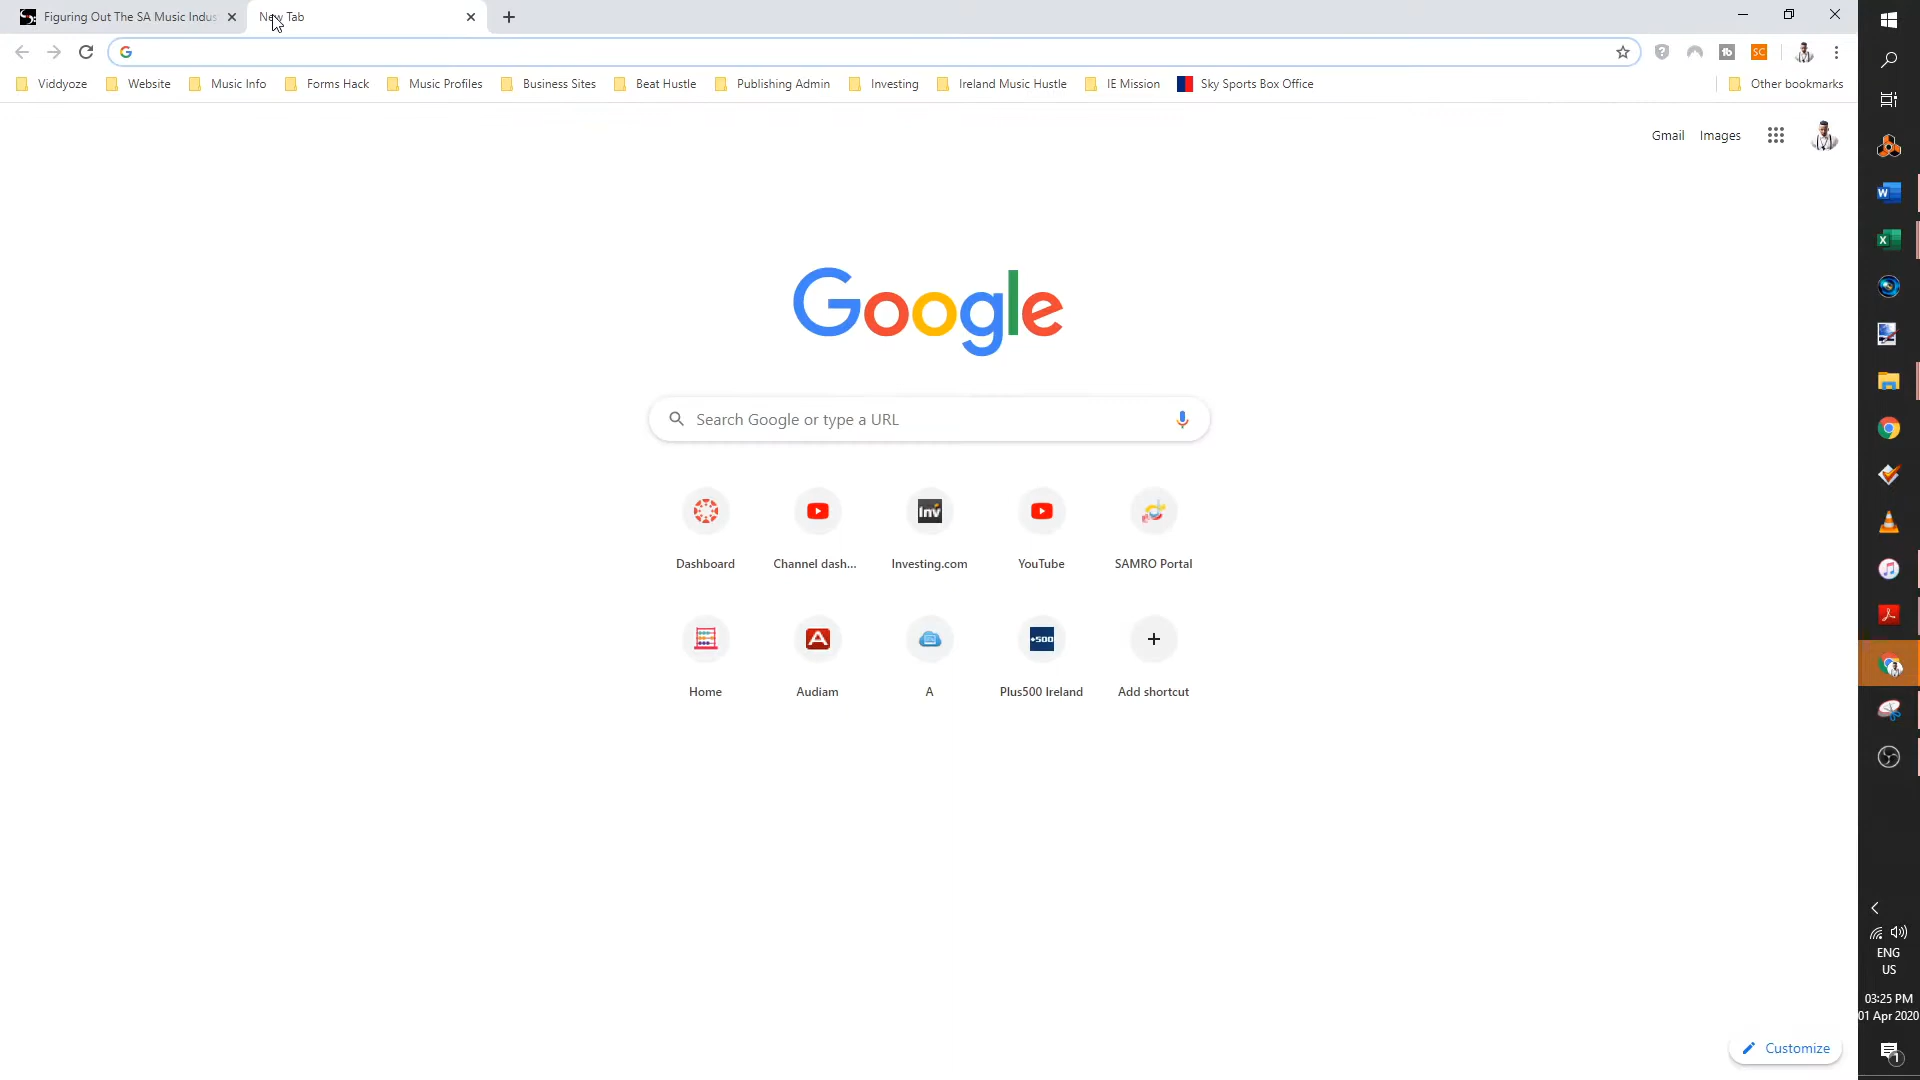 Figuring Out The SA Music Indus
New Tab
Viddyoze Website Music Info Forms Hack Music Profiles Business Sites Beat Hustle Publishing Admin Investing Ireland Music Hustle IE Mission Sky Sports Box Office Other bookmarks
Gmail Images
Google
Search Google or type a URL
Inv
Dashboard Channel dash... Investing.com YouTube SAMRO Portal
+500
Home Audiam A Plus500 Ireland Add shortcut
ENG
US
03:25 PM
01 Apr 2020
Customize
1